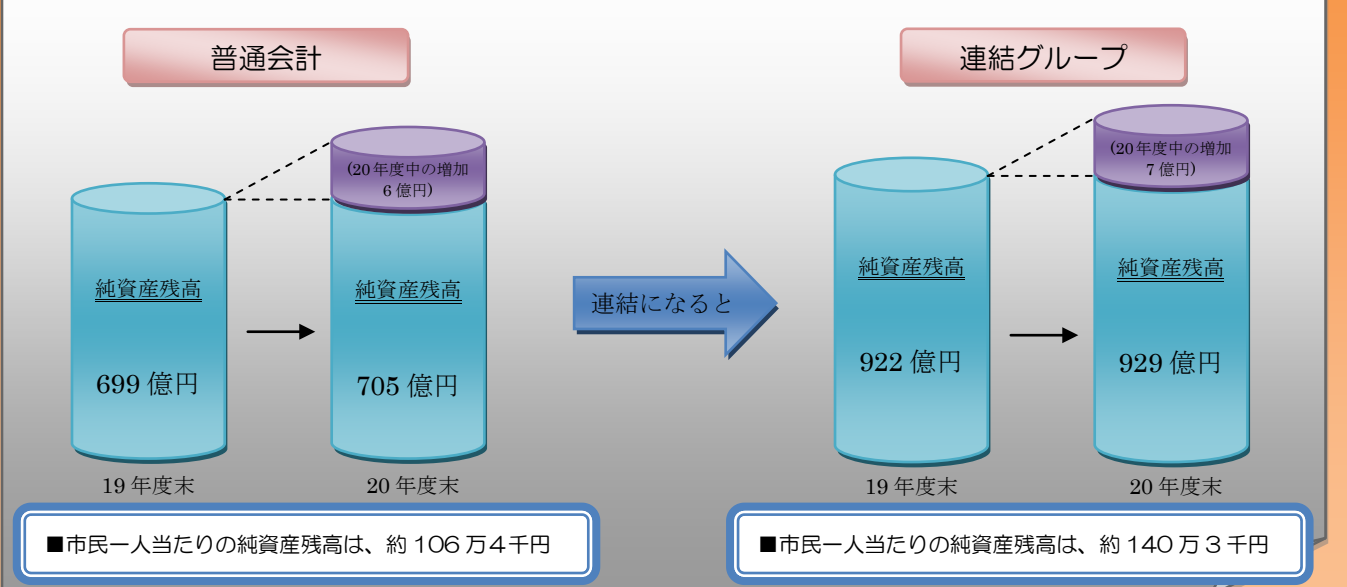 普通会計
(20年度中の増加
6億円)
純資産残高
699億円
純資産残高
705億円
19年度末
20年度末
■市民一人当たりの純資産残高は、約106万4千円
連結になると
連結グループ
(20年度中の増加
7億円)
純資産残高
922億円
純資産残高
929億円
19年度末
20年度末
■市民一人当たりの純資産残高は、約140万3千円